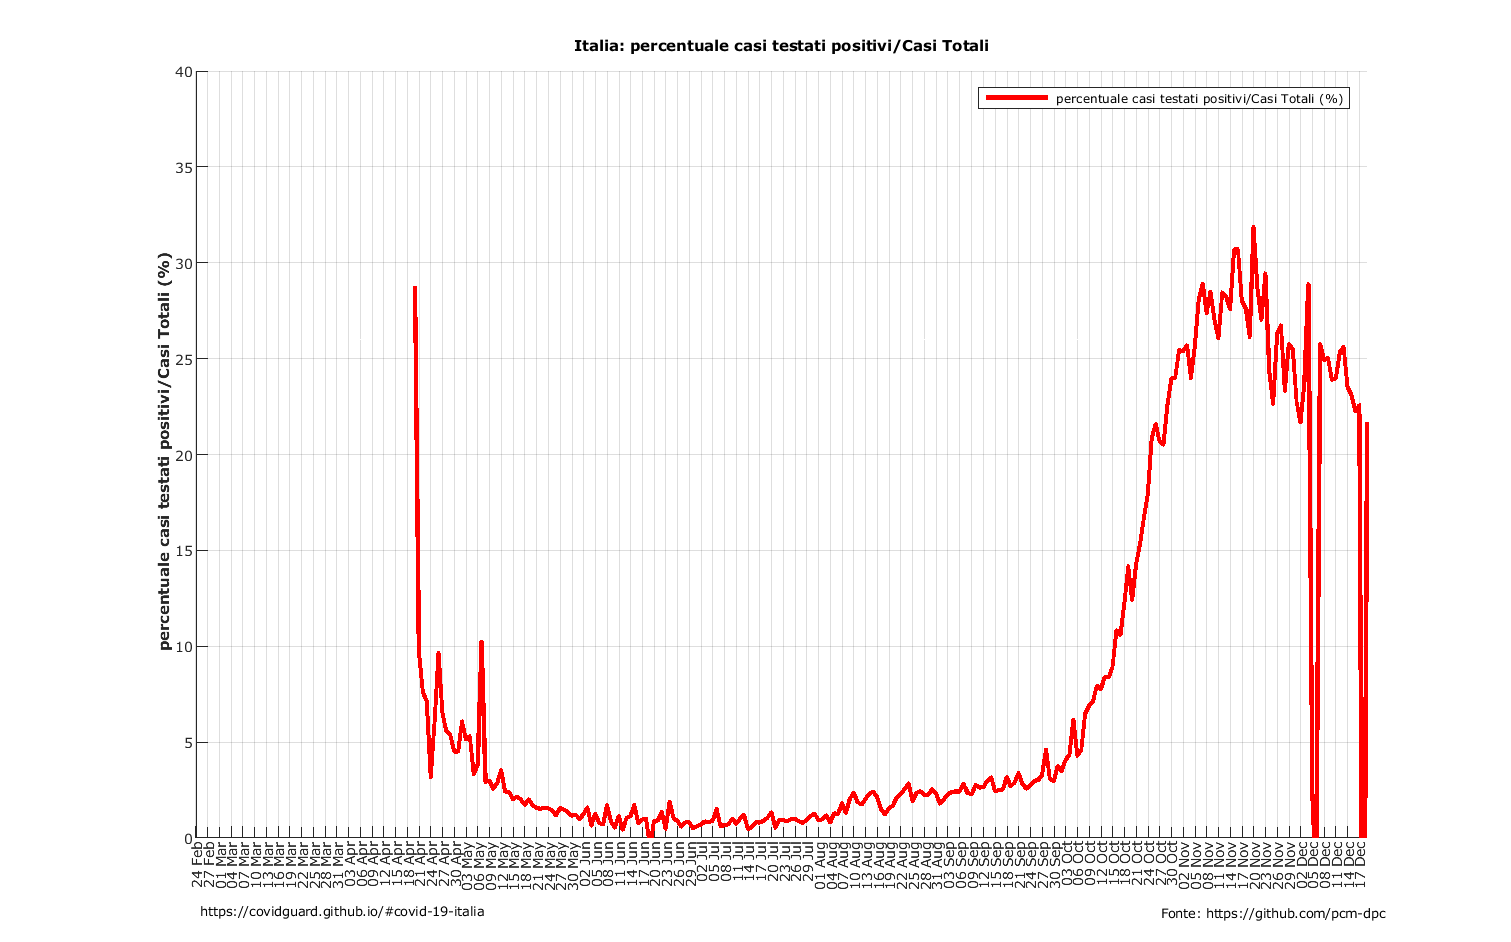 Italia: percentuale casi testati positivi/Casi Totali
percentuale casi testati positivi/Casi Totali (%)
percentuale casi testati positivi/Casi Totali (%)
40
35
30
25
20
15
10
5
0
24 Feb
27 Feb
01 Mar
04 Mar
07 Mar
10 Mar
13 Mar
16 Mar
19 Mar
22 Mar
25 Mar
28 Mar
31 Mar
03 Apr
06 Apr
09 Apr
12 Apr
15 Apr
18 Apr
21 Apr
24 Apr
27 Apr
30 Apr
03 May
06 May
09 May
12 May
15 May
18 May
21 May
24 May
27 May
30 May
02 Jun
05 Jun
08 Jun
11 Jun
14 Jun
17 Jun
20 Jun
23 Jun
26 Jun
29 Jun
02 Jul
05 Jul
08 Jul
11 Jul
14 Jul
17 Jul
20 Jul
23 Jul
26 Jul
29 Jul
01 Aug
04 Aug
07 Aug
10 Aug
13 Aug
16 Aug
19 Aug
22 Aug
25 Aug
28 Aug
31 Aug
03 Sep
06 Sep
09 Sep
12 Sep
15 Sep
18 Sep
21 Sep
24 Sep
27 Sep
30 Sep
03 Oct
06 Oct
09 Oct
12 Oct
15 Oct
18 Oct
21 Oct
24 Oct
27 Oct
30 Oct
02 Nov
05 Nov
08 Nov
11 Nov
14 Nov
17 Nov
20 Nov
23 Nov
26 Nov
29 Nov
02 Dec
05 Dec
08 Dec
11 Dec
14 Dec
17 Dec
https://covidguard.github.io/#covid-19-italia
Fonte: https://github.com/pcm-dpc